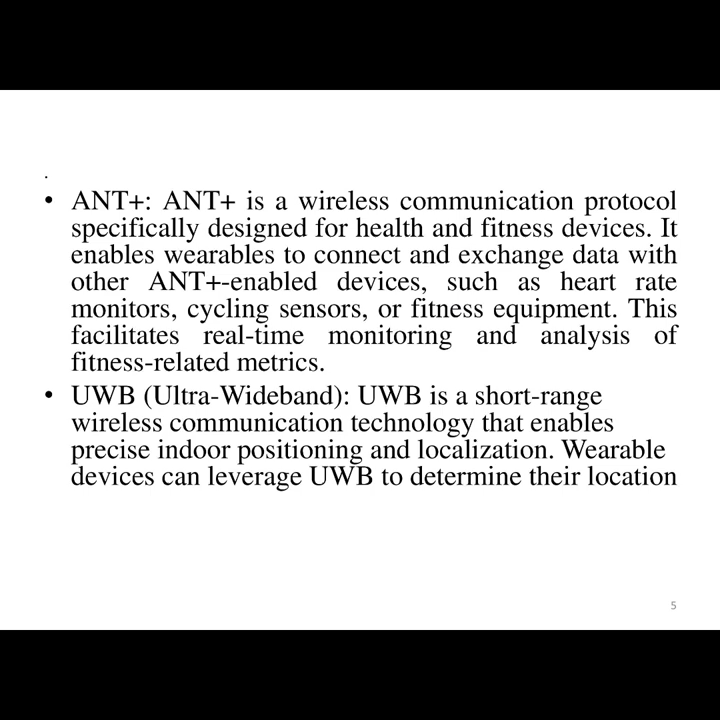 .
• ANT+: ANT+ is a wireless communication protocol
specifically designed for health and fitness devices. It
enables wearables to connect and exchange data with
other ANT+-enabled devices, such as heart rate
monitors, cycling sensors, or fitness equipment. This
facilitates real-time monitoring and analysis of
fitness-related metrics.
• UWB (Ultra-Wideband): UWB is a short-range
wireless communication technology that enables
precise indoor positioning and localization. Wearable
devices can leverage UWB to determine their location
5